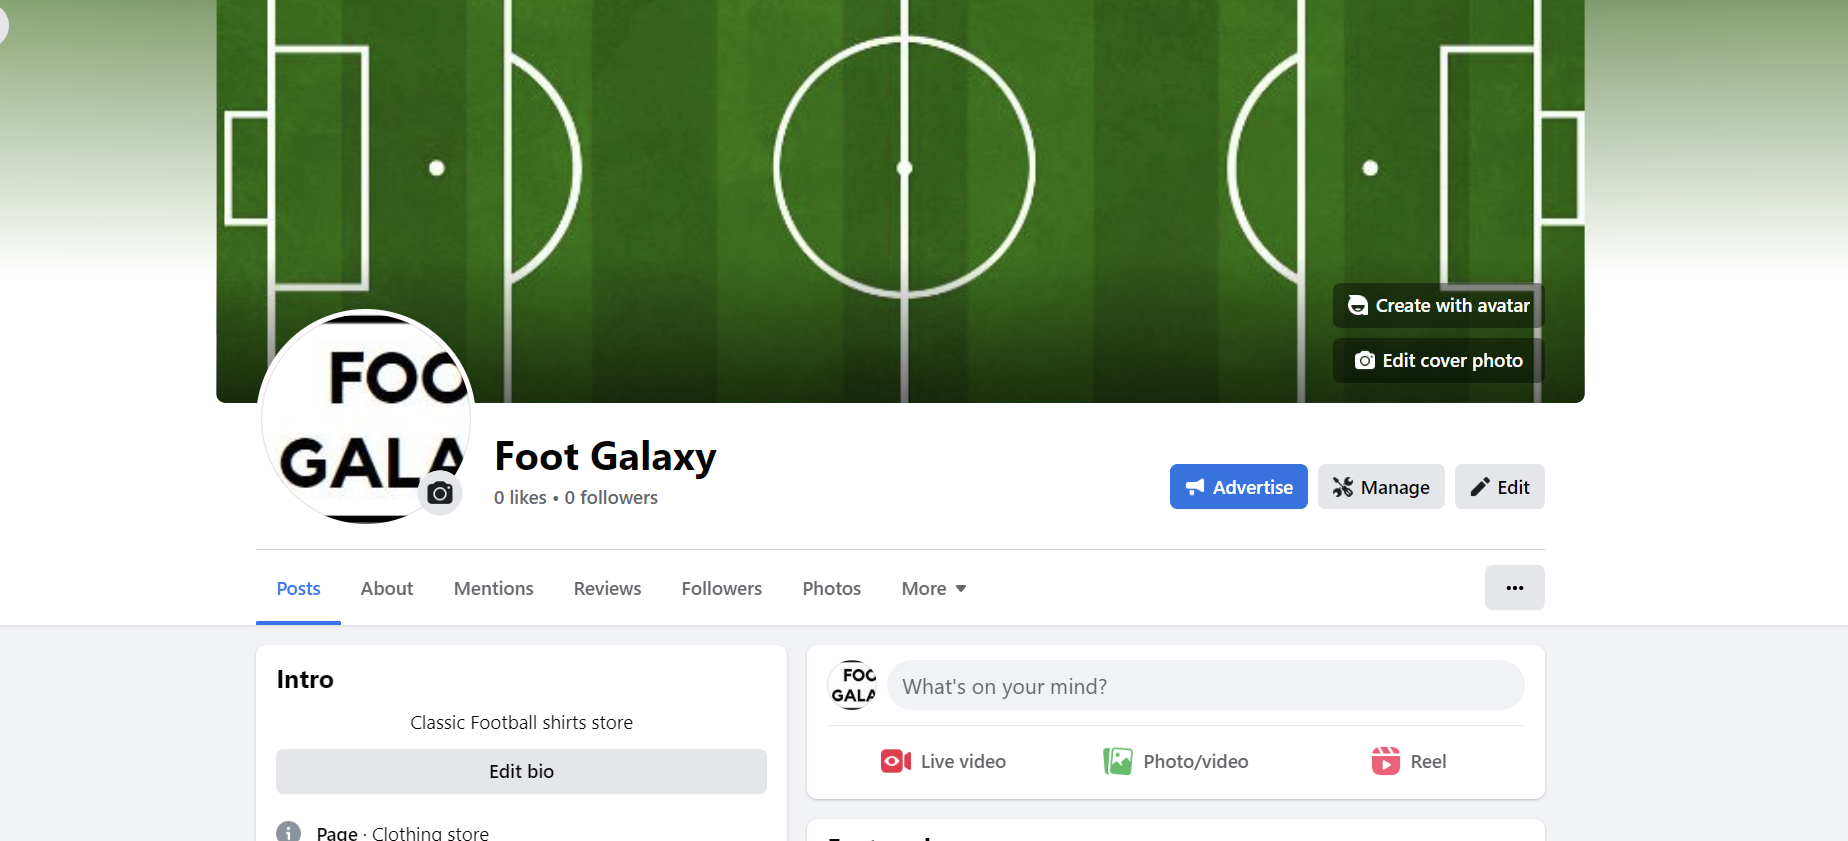 Create with avatar
Edit cover photo
FOO
GALA
Foot Galaxy
0 likes • 0 followers
Advertise
Manage
Edit
Posts
About
Mentions
Reviews
Followers
Photos
More
Intro
Classic Football shirts store
Edit bio
Page · Clothing store
FOO
GALA
What's on your mind?
Live video
Photo/video
Reel